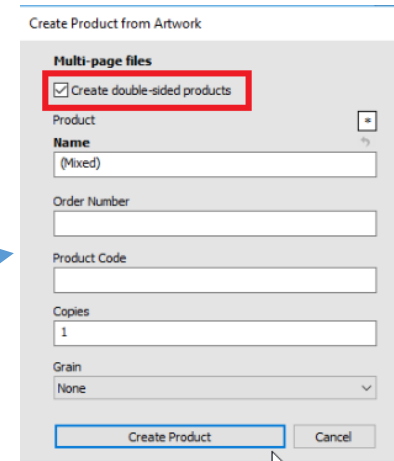 Create Product from Artwork
Multi-page files
Create double-sided products
Product
*
Name
(Mixed)
Order Number
Product Code
Copies
1
Grain
None
Create Product Cancel